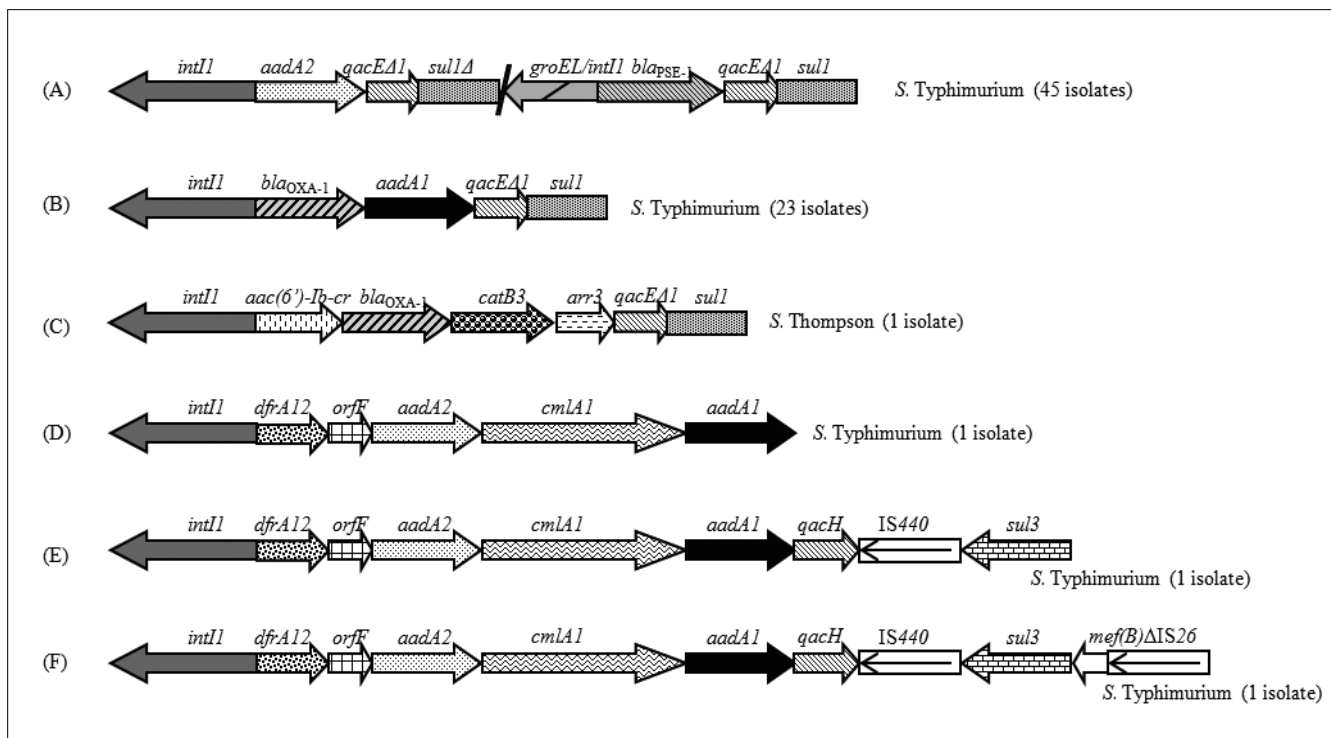 intI1 aadA2 qacEΔ1 sul1Δ groEL/intI1 blaPSE-1 qacEΔ1 sul1
(A) S. Typhimurium (45 isolates)
intI1 blaOXA-1 aadA1 qacEΔ1 sul1
(B) S. Typhimurium (23 isolates)
intI1 aac(6’)-Ib-cr blaOXA-1 catB3 arr3 qacEΔ1 sul1
(C) S. Thompson (1 isolate)
intI1 dfrA12 orfF aadA2 cmlA1 aadA1
(D) S. Typhimurium (1 isolate)
intI1 dfrA12 orfF aadA2 cmlA1 aadA1 qacH IS440 sul3
(E)
S. Typhimurium (1 isolate)
intI1 dfrA12 orfF aadA2 cmlA1 aadA1 qacH IS440 sul3 mef(B)ΔIS26
(F)
S. Typhimurium (1 isolate)